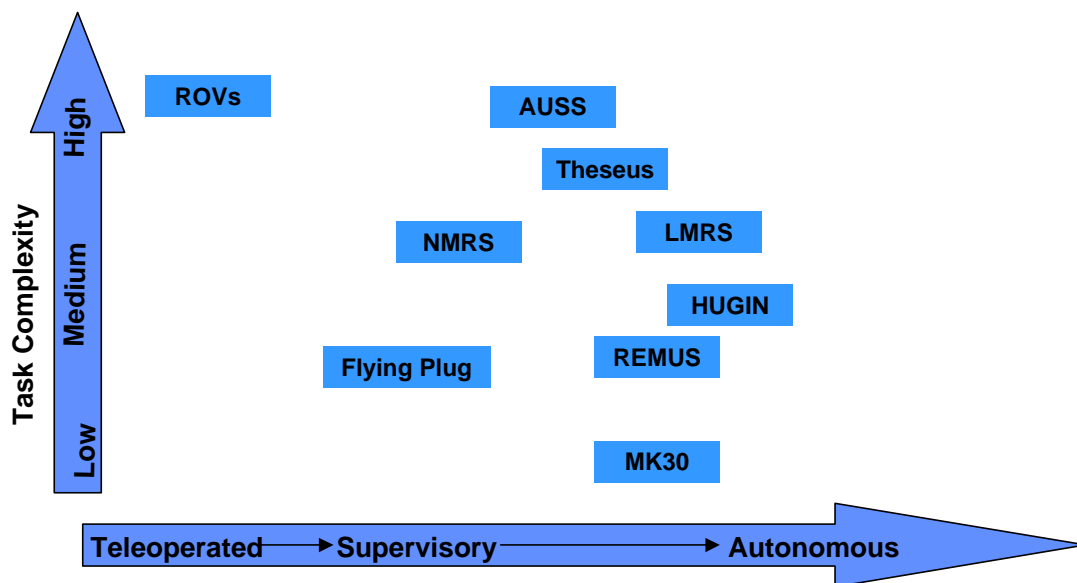 Task Complexity
High
Medium
Low
ROVs
AUSS
Theseus
NMRS
LMRS
HUGIN
Flying Plug
REMUS
MK30
Teleoperated Supervisory Autonomous